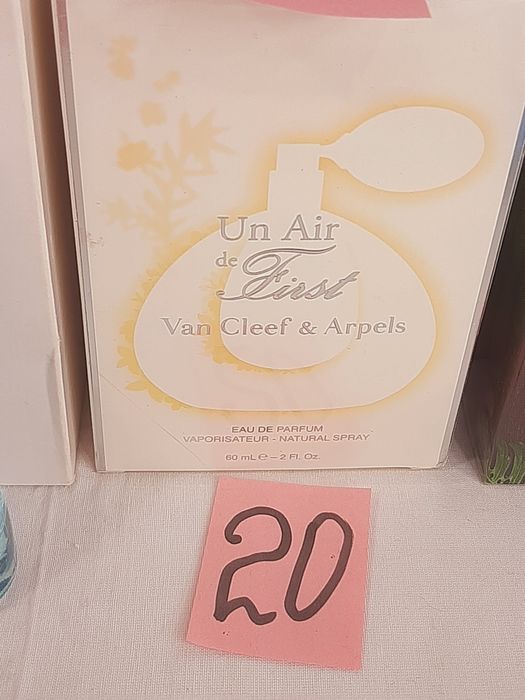 Un Air
de First
Van Cleef & Arpels
EAU DE PARFUM
VAPORISATEUR - NATURAL SPRAY
60 mL ℮ – 2 Fl. Oz.
20